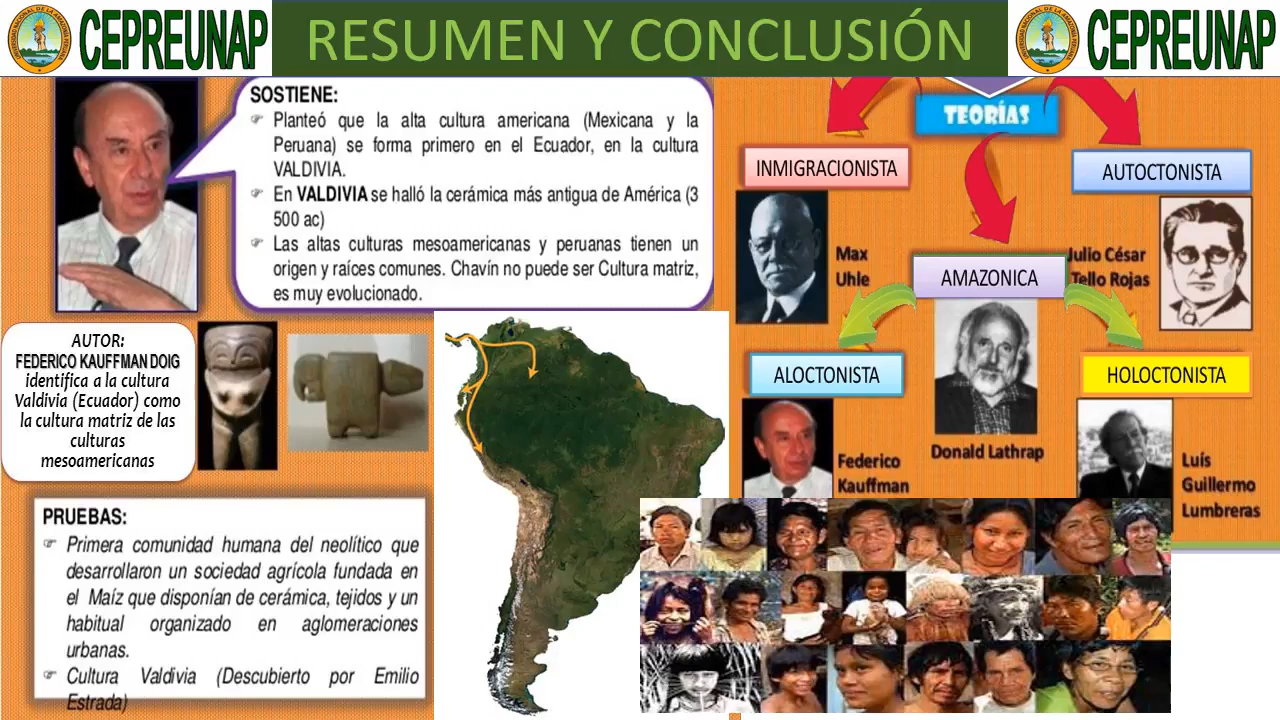 CEPREUNAP
RESUMEN Y CONCLUSIÓN
CEPREUNAP
SOSTIENE:
Planteó que la alta cultura americana (Mexicana y la
Peruana) se forma primero en el Ecuador, en la cultura
VALDIVIA.
En VALDIVIA se halló la cerámica más antigua de América (3
500 ac)
Las altas culturas mesoamericanas y peruanas tienen un
origen y raíces comunes. Chavín no puede ser Cultura matriz,
es muy evolucionado.
AUTOR:
FEDERICO KAUFFMAN DOIG
identifica a la cultura
Valdivia (Ecuador) como
la cultura matriz de las
culturas
mesoamericanas
PRUEBAS:
Primera comunidad humana del neolítico que
desarrollaron un sociedad agrícola fundada en
el Maíz que disponían de cerámica, tejidos y un
habitual organizado en aglomeraciones
urbanas.
Cultura Valdivia (Descubierto por Emilio
Estrada)
TEORÍAS
INMIGRACIONISTA
Max
Uhle
AUTOCTONISTA
Julio César
Tello Rojas
AMAZONICA
Donald Lathrap
ALOCTONISTA
Federico
Kauffman
HOLOCTONISTA
Luís
Guillermo
Lumbreras